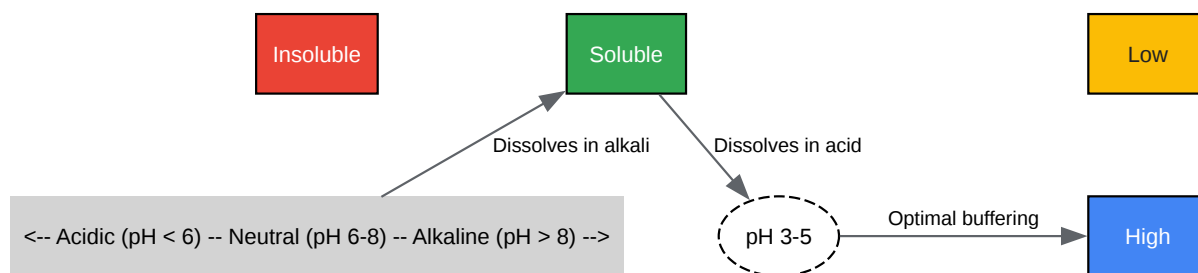 Insoluble
Soluble
Low
Dissolves in alkali
Dissolves in acid
<-- Acidic (pH < 6) -- Neutral (pH 6-8) -- Alkaline (pH > 8) -->
pH 3-5
Optimal buffering
High